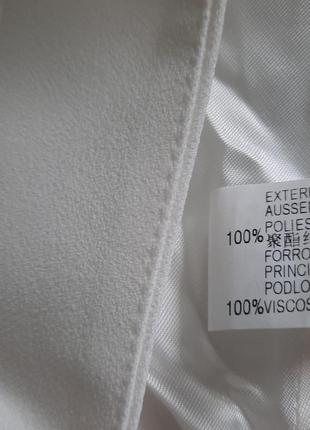 EXTER
AUSSE
POLIES
100% 聚酯纤
FORRO
PRINCI
PODLO
100%VISCOS